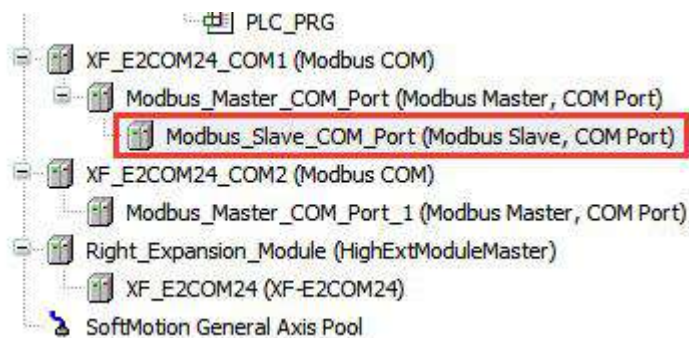 PLC_PRG
XF_E2COM24_COM1 (Modbus COM)
Modbus_Master_COM_Port (Modbus Master, COM Port)
Modbus_Slave_COM_Port (Modbus Slave, COM Port)
XF_E2COM24_COM2 (Modbus COM)
Modbus_Master_COM_Port_1 (Modbus Master, COM Port)
Right_Expansion_Module (HighExtModuleMaster)
XF_E2COM24 (XF-E2COM24)
SoftMotion General Axis Pool